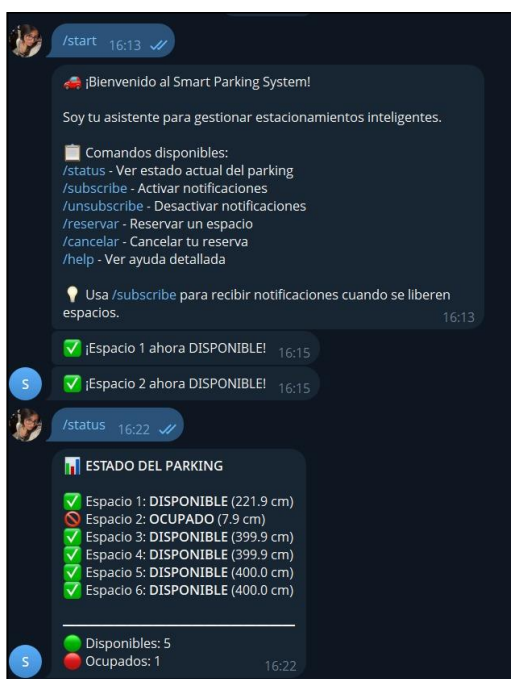 /start 16:13
🚗 ¡Bienvenido al Smart Parking System!
Soy tu asistente para gestionar estacionamientos inteligentes.
📋 Comandos disponibles:
/status - Ver estado actual del parking
/subscribe - Activar notificaciones
/unsubscribe - Desactivar notificaciones
/reservar - Reservar un espacio
/cancelar - Cancelar tu reserva
/help - Ver ayuda detallada
💡 Usa /subscribe para recibir notificaciones cuando se liberen
espacios. 16:13
✅ ¡Espacio 1 ahora DISPONIBLE! 16:15
S
✅ ¡Espacio 2 ahora DISPONIBLE! 16:15
/status 16:22
📊 ESTADO DEL PARKING
✅ Espacio 1: DISPONIBLE (221.9 cm)
🚫 Espacio 2: OCUPADO (7.9 cm)
✅ Espacio 3: DISPONIBLE (399.9 cm)
✅ Espacio 4: DISPONIBLE (399.9 cm)
✅ Espacio 5: DISPONIBLE (400.0 cm)
✅ Espacio 6: DISPONIBLE (400.0 cm)
🟢 Disponibles: 5
S
🔴 Ocupados: 1 16:22